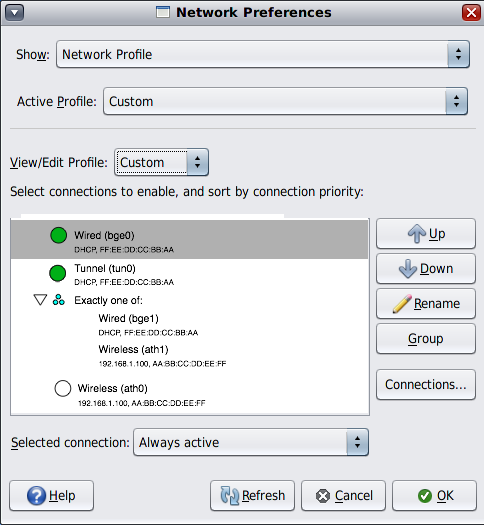 Network Preferences
Show: Network Profile
Active Profile: Custom
View/Edit Profile: Custom
Select connections to enable, and sort by connection priority:
Wired (bge0)
DHCP, FF:EE:DD:CC:BB:AA
Tunnel (tun0)
DHCP, FF:EE:DD:CC:BB:AA
Exactly one of:
Wired (bge1)
DHCP, FF:EE:DD:CC:BB:AA
Wireless (ath1)
192.168.1.100, AA:BB:CC:DD:EE:FF
Wireless (ath0)
192.168.1.100, AA:BB:CC:DD:EE:FF
Up
Down
Rename
Group
Connections...
Selected connection: Always active
Help
Refresh
Cancel
OK